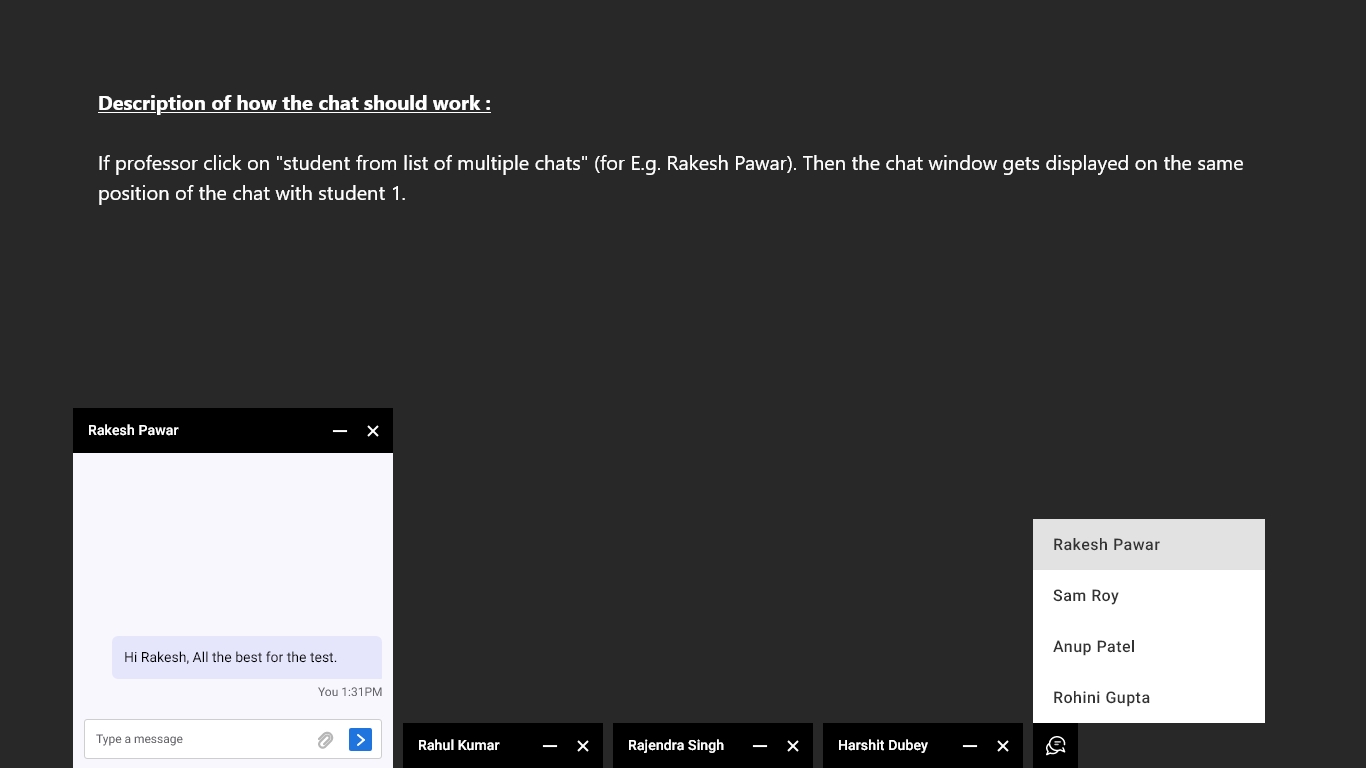 Description of how the chat should work :
If professor click on "student from list of multiple chats" (for E.g. Rakesh Pawar). Then the chat window gets displayed on the same
position of the chat with student 1.
Rakesh Pawar
Hi Rakesh, All the best for the test.
You 1:31PM
Type a message
Rahul Kumar
Rajendra Singh
Harshit Dubey
Rakesh Pawar
Sam Roy
Anup Patel
Rohini Gupta